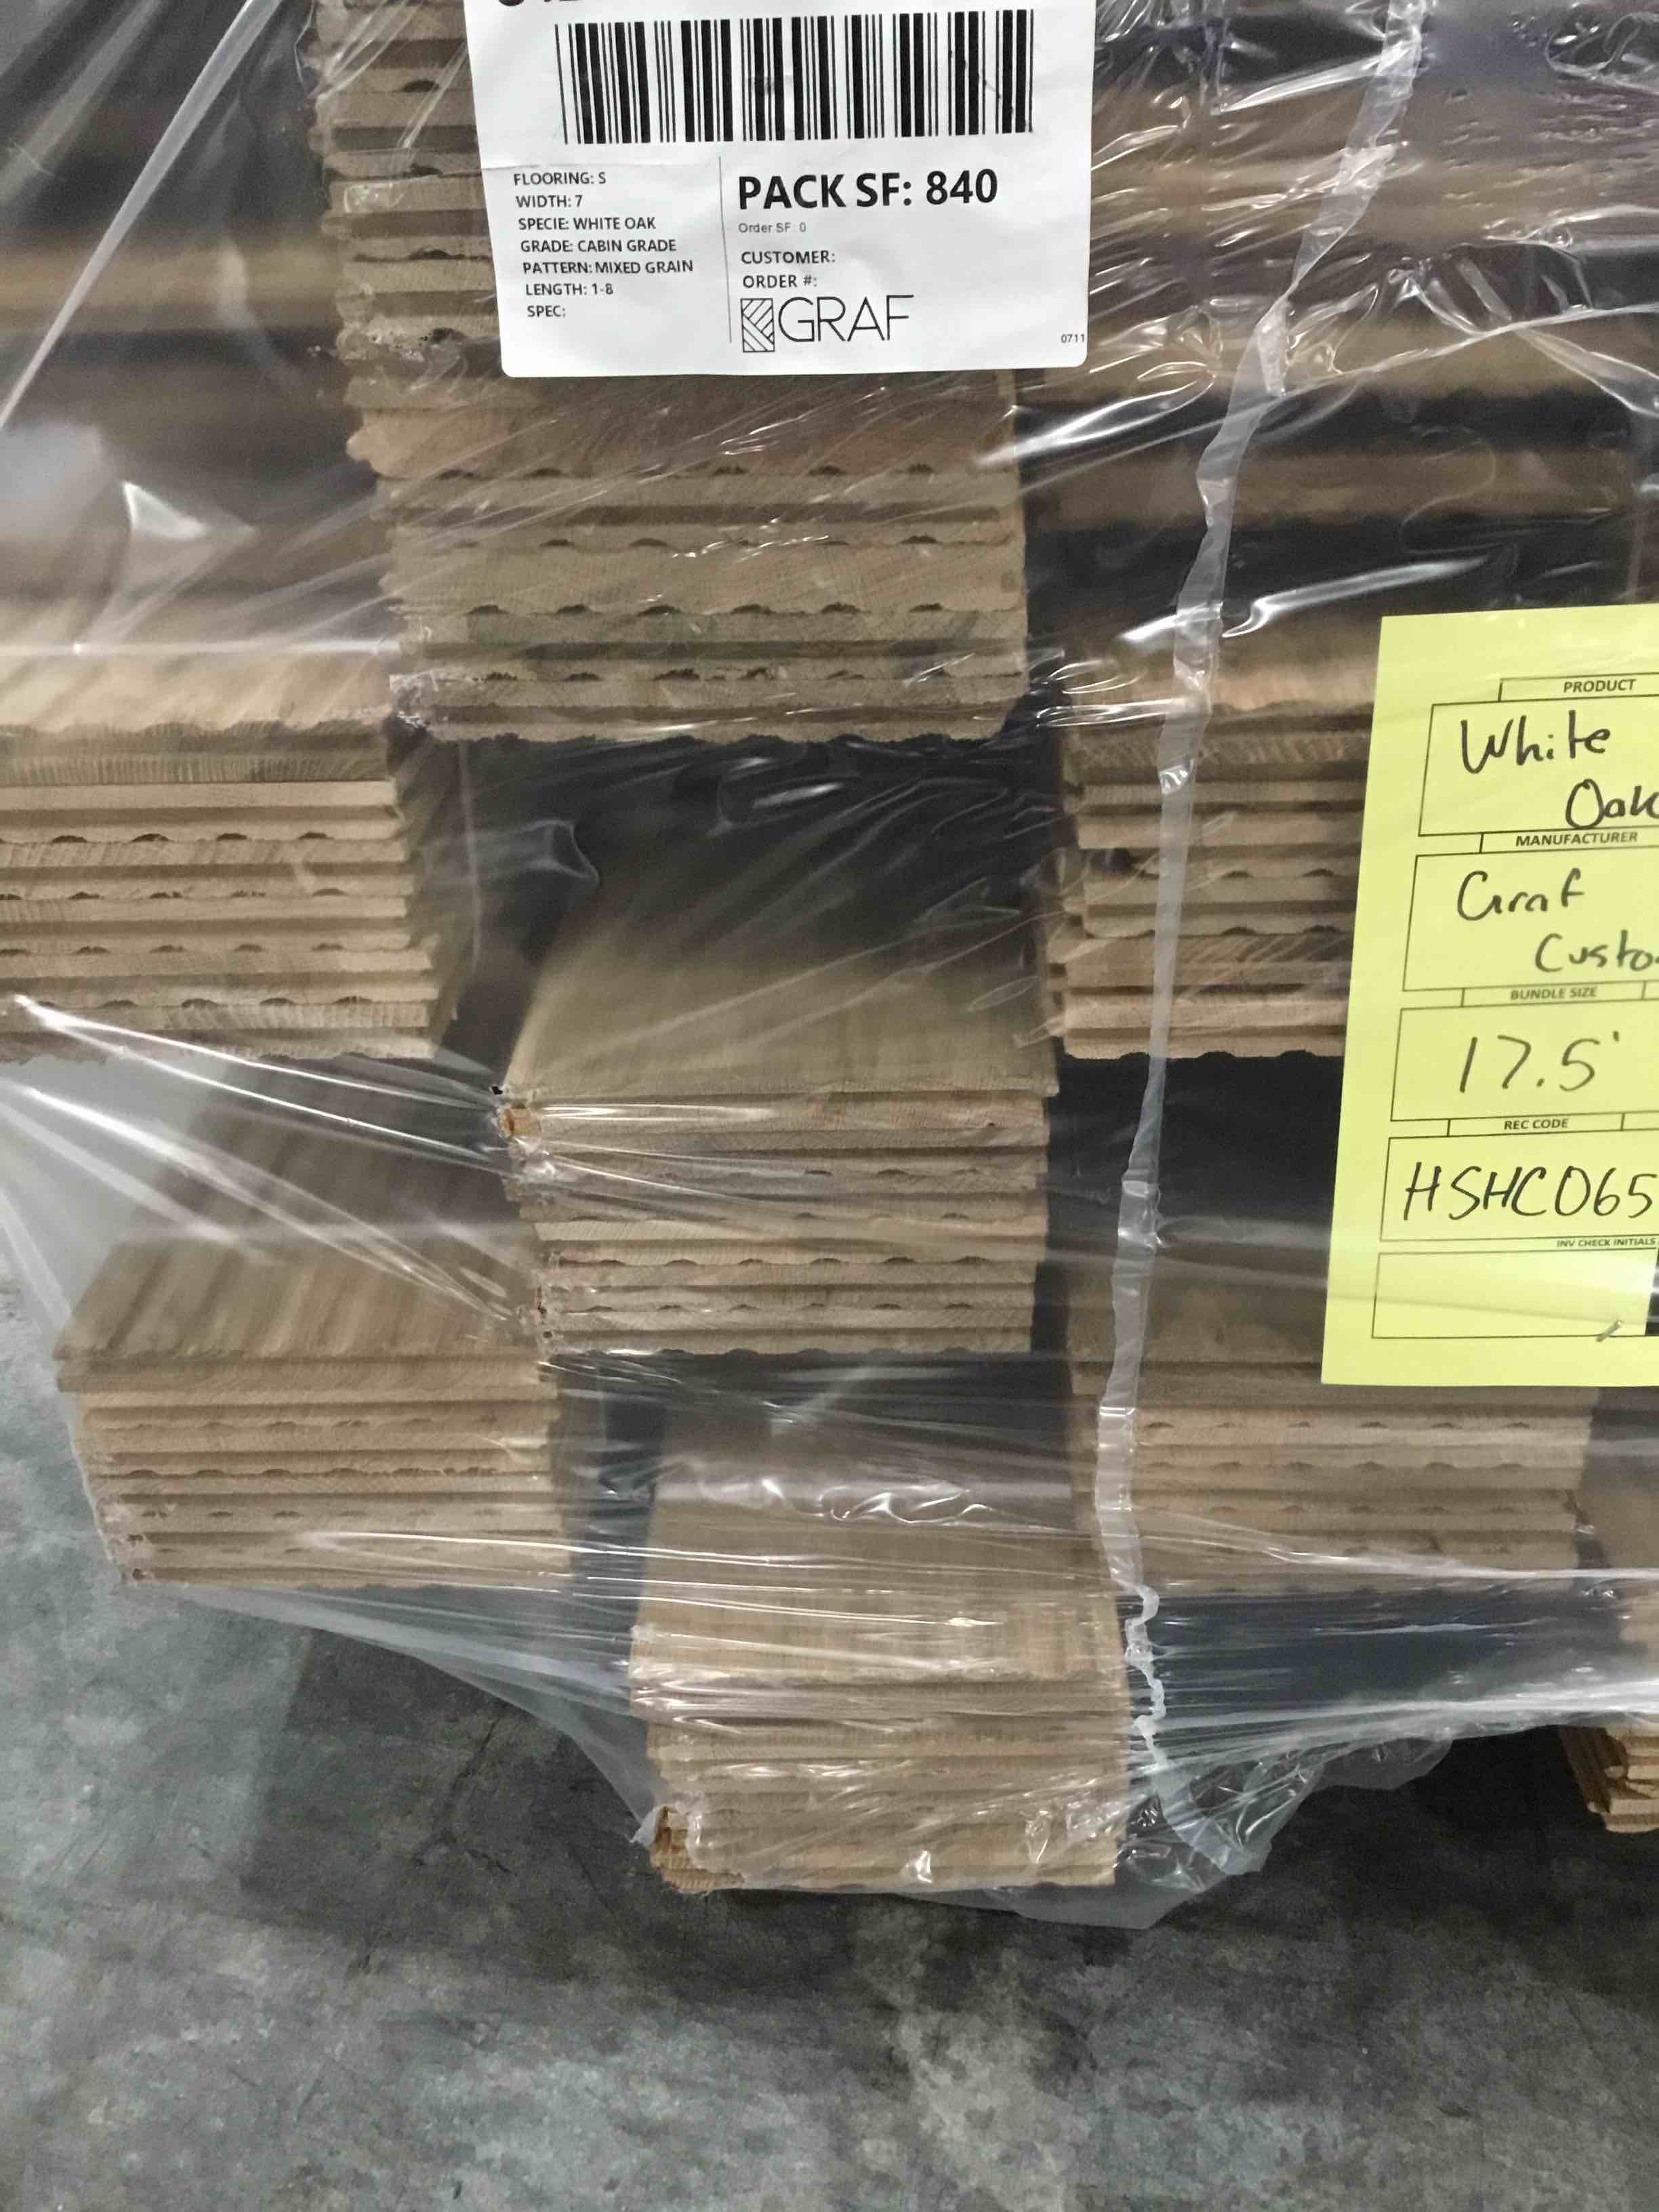 FLOORING: S
WIDTH: 7
SPECIE: WHITE OAK
GRADE: CABIN GRADE
PATTERN: MIXED GRAIN
LENGTH: 1-8
SPEC:
PACK SF: 840
Order SF: 0
CUSTOMER:
ORDER #:
GRAF
0711
PRODUCT
White
Oak
MANUFACTURER
Graf
Custo
BUNDLE SIZE
17.5'
REC CODE
HSHC065
INV CHECK INITIALS